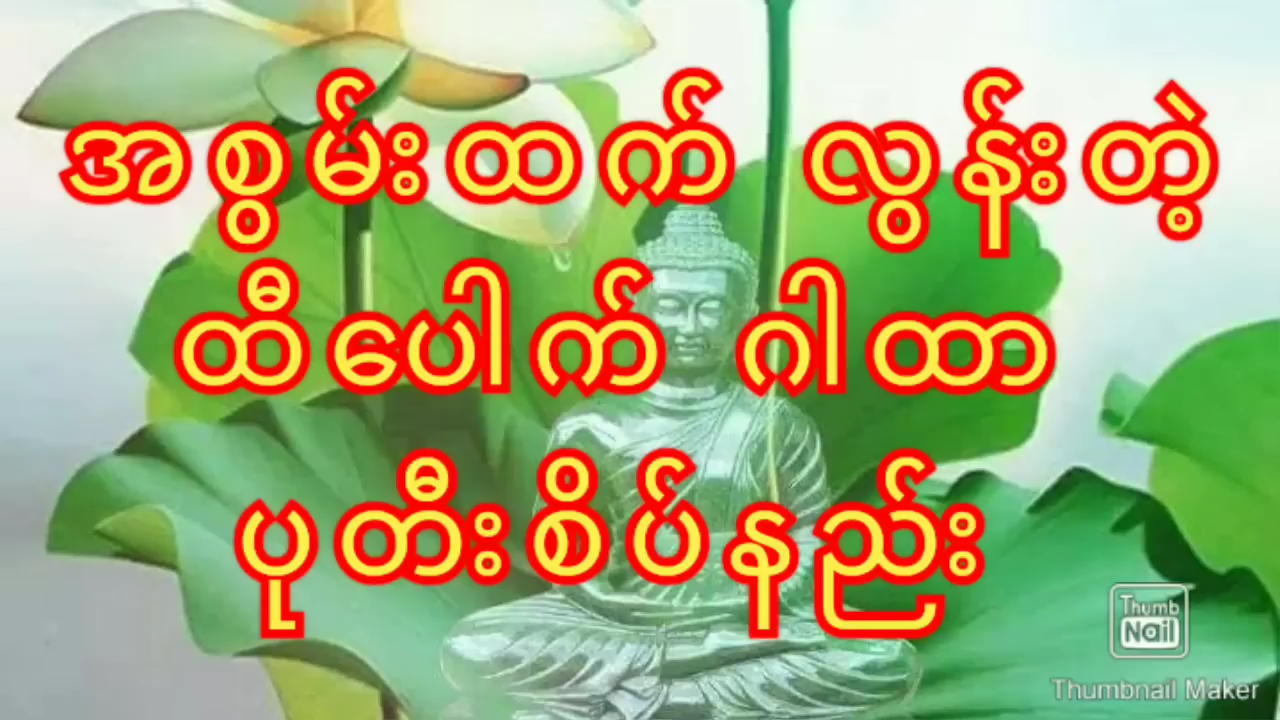 အစွမ်းထက် လွန်းတဲ့
ထီပေါက် ဂါထာ
ပုတီးစိပ်နည်း
Thumb
Nail
Thumbnail Maker